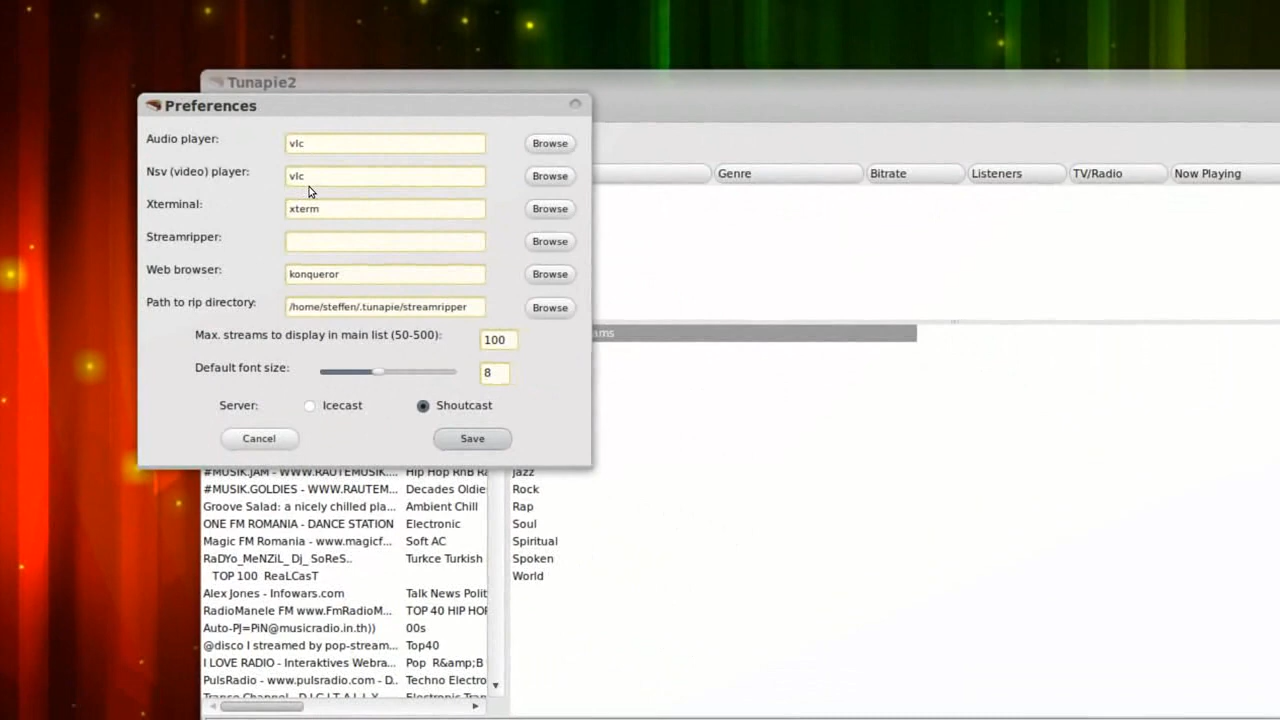 Tunapie2
Preferences
Audio player: vlc Browse
Nsv (video) player: vlc Browse
Xterminal: xterm Browse
Streamripper: Browse
Web browser: konqueror Browse
Path to rip directory: /home/steffen/.tunapie/streamripper Browse
Max. streams to display in main list (50-500): 100
Default font size: 8
Server: Icecast Shoutcast
Cancel Save
Genre Bitrate Listeners TV/Radio Now Playing
ams
#MUSIK.JAM - WWW.RAUTEMUSIK.... Hip Hop RnB Ra
#MUSIK.GOLDIES - WWW.RAUTEM... Decades Oldie
Groove Salad: a nicely chilled pla... Ambient Chill
ONE FM ROMANIA - DANCE STATION Electronic
Magic FM Romania - www.magicf... Soft AC
RaDYo_MeNZiL_ Dj_ SoReS.. Turkce Turkish
TOP 100 ReaLCasT
Alex Jones - Infowars.com Talk News Polit
RadioManele FM www.FmRadioM... TOP 40 HIP HOP
Auto-PJ=PiN@musicradio.in.th)) 00s
@disco I streamed by pop-stream... Top40
I LOVE RADIO - Interaktives Webra... Pop R&amp;B
PulsRadio - www.pulsradio.com - D... Techno Electro
Trance Channel - D I G I T A L L Y Electronic Tran
Jazz
Rock
Rap
Soul
Spiritual
Spoken
World